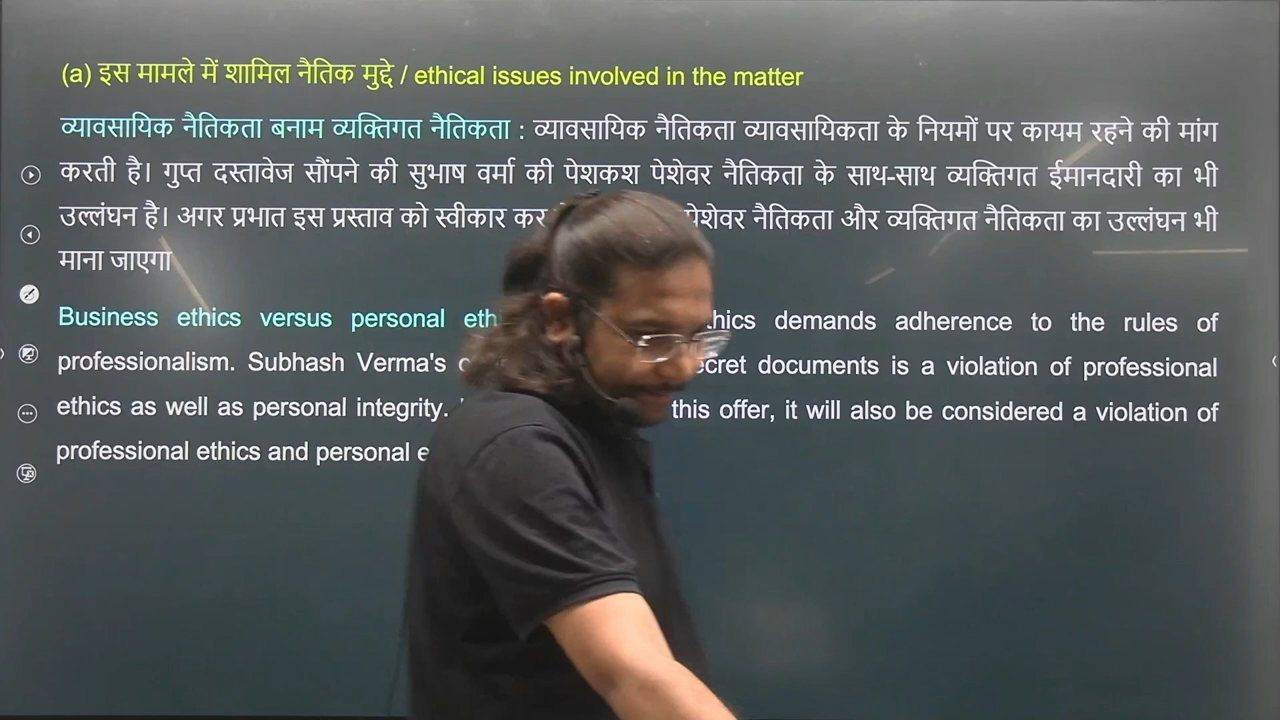 (a) इस मामले में शामिल नैतिक मुद्दे / ethical issues involved in the matter
व्यावसायिक नैतिकता बनाम व्यक्तिगत नैतिकता : व्यावसायिक नैतिकता व्यावसायिकता के नियमों पर कायम रहने की मांग
करती है। गुप्त दस्तावेज सौंपने की सुभाष वर्मा की पेशकश पेशेवर नैतिकता के साथ-साथ व्यक्तिगत ईमानदारी का भी
उल्लंघन है। अगर प्रभात इस प्रस्ताव को स्वीकार कर पेशेवर नैतिकता और व्यक्तिगत नैतिकता का उल्लंघन भी
माना जाएगा
Business ethics versus personal demands adherence to the rules of
professionalism. Subhash Verma's documents is a violation of professional
ethics as well as personal integrity. this offer, it will also be considered a violation of
professional ethics and personal